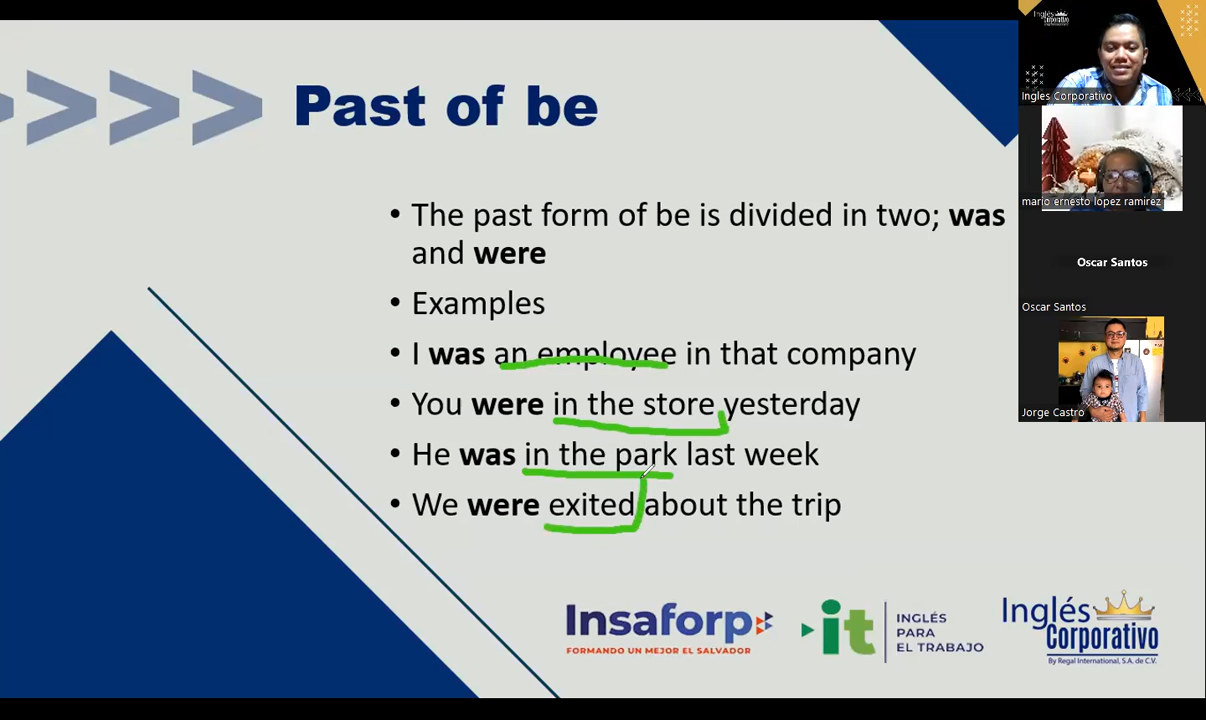 Past of be
• The past form of be is divided in two; was
and were
• Examples
• I was an employee in that company
• You were in the store yesterday
• He was in the park last week
• We were exited about the trip
Insaforp
FORMANDO UN MEJOR EL SALVADOR
it
INGLÉS
PARA
EL TRABAJO
Inglés
Corporativo
By Regal International, S.A. de C.V.
Inglés
Corporativo
Ingles Corporativo
mario ernesto lopez ramirez
Oscar Santos
Oscar Santos
Jorge Castro